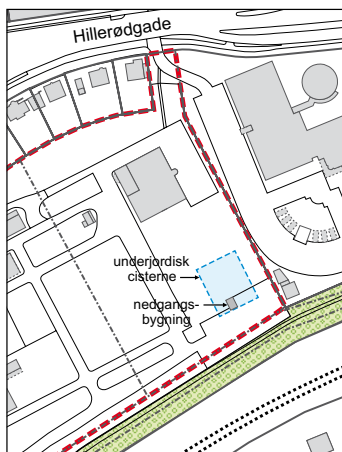 Hillerødgade
underjordisk
cisterne
nedgangs-
bygning